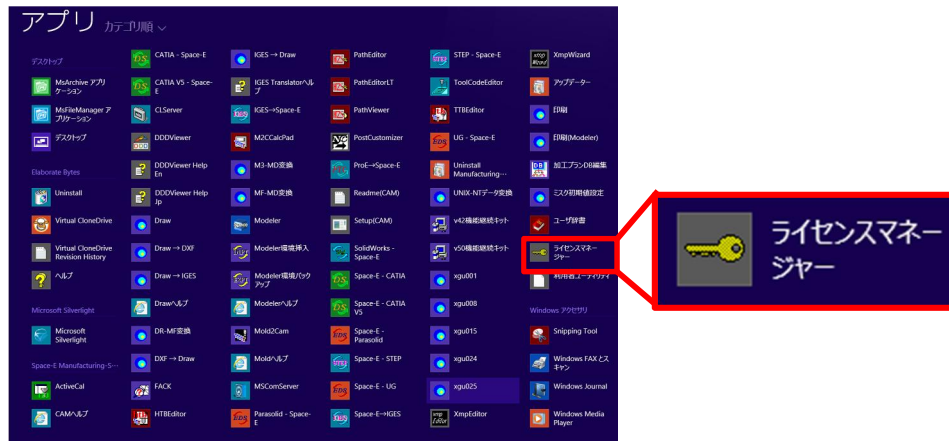 アプリ カテゴリ順
デスクトップ
MsArchive アプリ
ケーション
MsFileManager ア
プリケーション
デスクトップ
Elaborate Bytes
Uninstall
Virtual CloneDrive
Virtual CloneDrive
Revision History
ヘルプ
Microsoft Silverlight
Microsoft
Silverlight
Space-E Manufacturing-S…
ActiveCal
CAMヘルプ
CATIA - Space-E
CATIA V5 - Space-
E
CLServer
DDDViewer
DDDViewer Help
En
DDDViewer Help
Jp
Draw
Draw → DXF
Draw → IGES
Drawヘルプ
DR-MF変換
DXF → Draw
FACK
HTBEditor
IGES → Draw
IGES Translatorヘル
プ
IGES→Space-E
M2CCalcPad
M3-MD変換
MF-MD変換
Modeler
Modeler環境挿入
Modeler環境バック
アップ
Modelerヘルプ
Mold2Cam
Moldヘルプ
MSComServer
Parasolid - Space-
E
PathEditor
PathEditorLT
PathViewer
PostCustomizer
ProE→Space-E
Readme(CAM)
Setup(CAM)
SolidWorks -
Space-E
Space-E - CATIA
Space-E - CATIA
V5
Space-E -
Parasolid
Space-E - STEP
Space-E - UG
Space-E→IGES
STEP - Space-E
ToolCodeEditor
TTBEditor
UG - Space-E
Uninstall
Manufacturing…
UNIX-NTデータ変換
v42機能継続キット
v50機能継続キット
xgu001
xgu008
xgu015
xgu024
xgu025
XmpEditor
XmpWizard
アップデーター
印刷
印刷(Modeler)
加工プランDB編集
ミスク初期値設定
ユーザ辞書
ライセンスマネー
ジャー
利用者ユーティリティ
Windows アクセサリ
Snipping Tool
Windows FAX とス
キャン
Windows Journal
Windows Media
Player
ライセンスマネー
ジャー